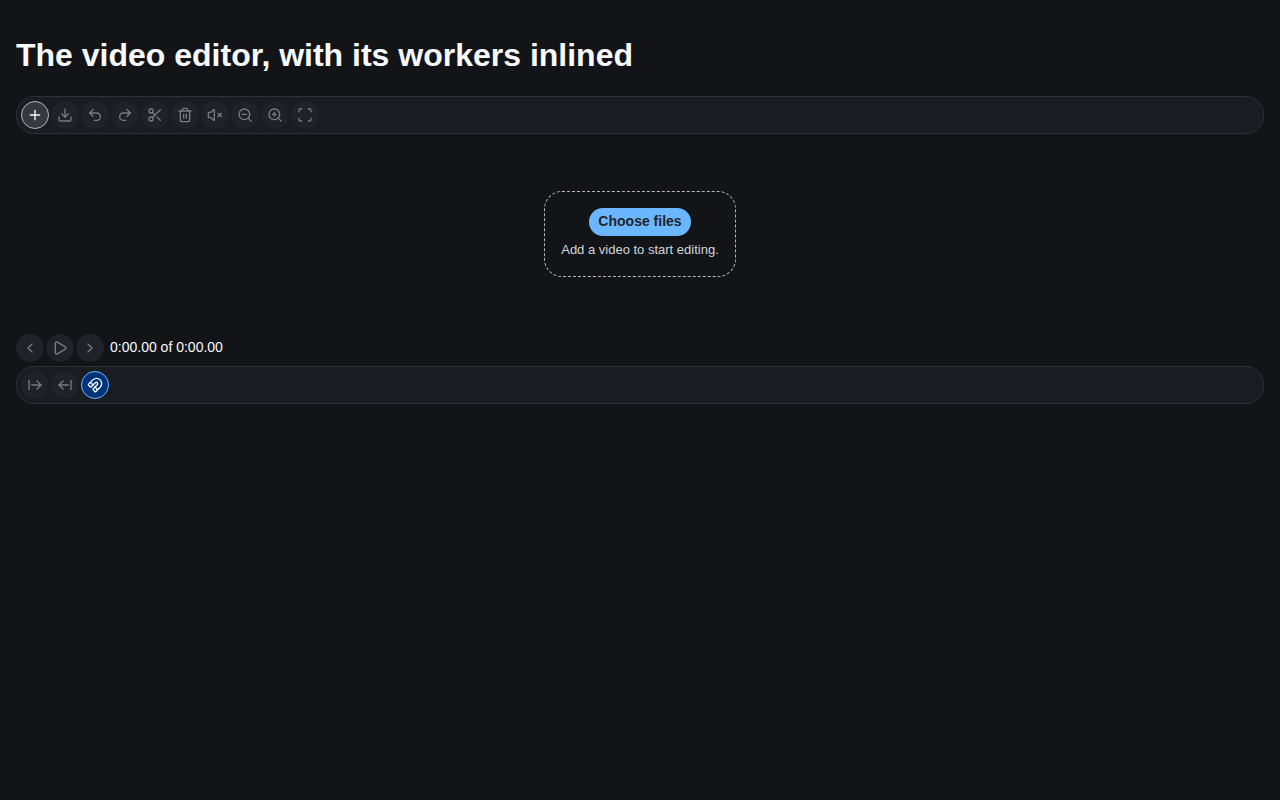 The video editor, with its workers inlined
Choose files
Add a video to start editing.
0:00.00 of 0:00.00